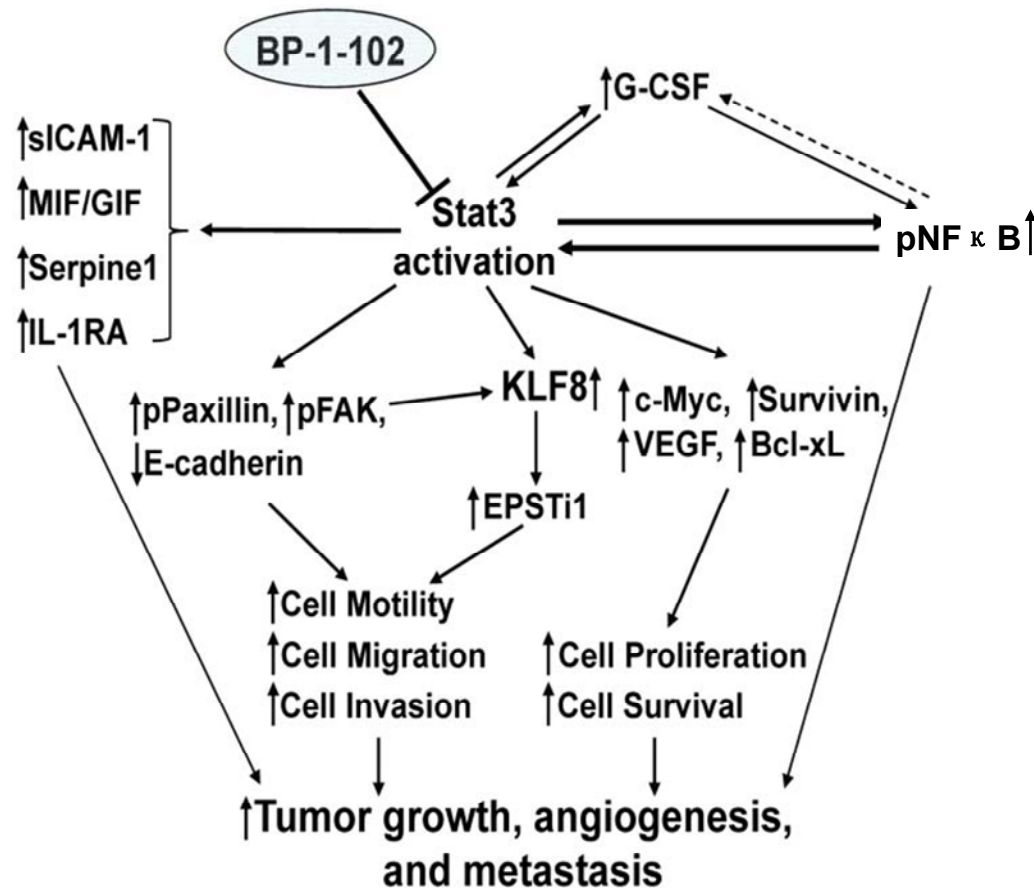 BP-1-102
↑G-CSF
↑sICAM-1
↑MIF/GIF
↑Serpine1
↑IL-1RA
Stat3
activation
pNF κ B↑
↑pPaxillin, ↑pFAK,
↓E-cadherin
KLF8↑
↑EPSTi1
↑c-Myc, ↑Survivin,
↑VEGF, ↑Bcl-xL
↑Cell Motility
↑Cell Migration
↑Cell Invasion
↑Cell Proliferation
↑Cell Survival
↑Tumor growth, angiogenesis,
and metastasis